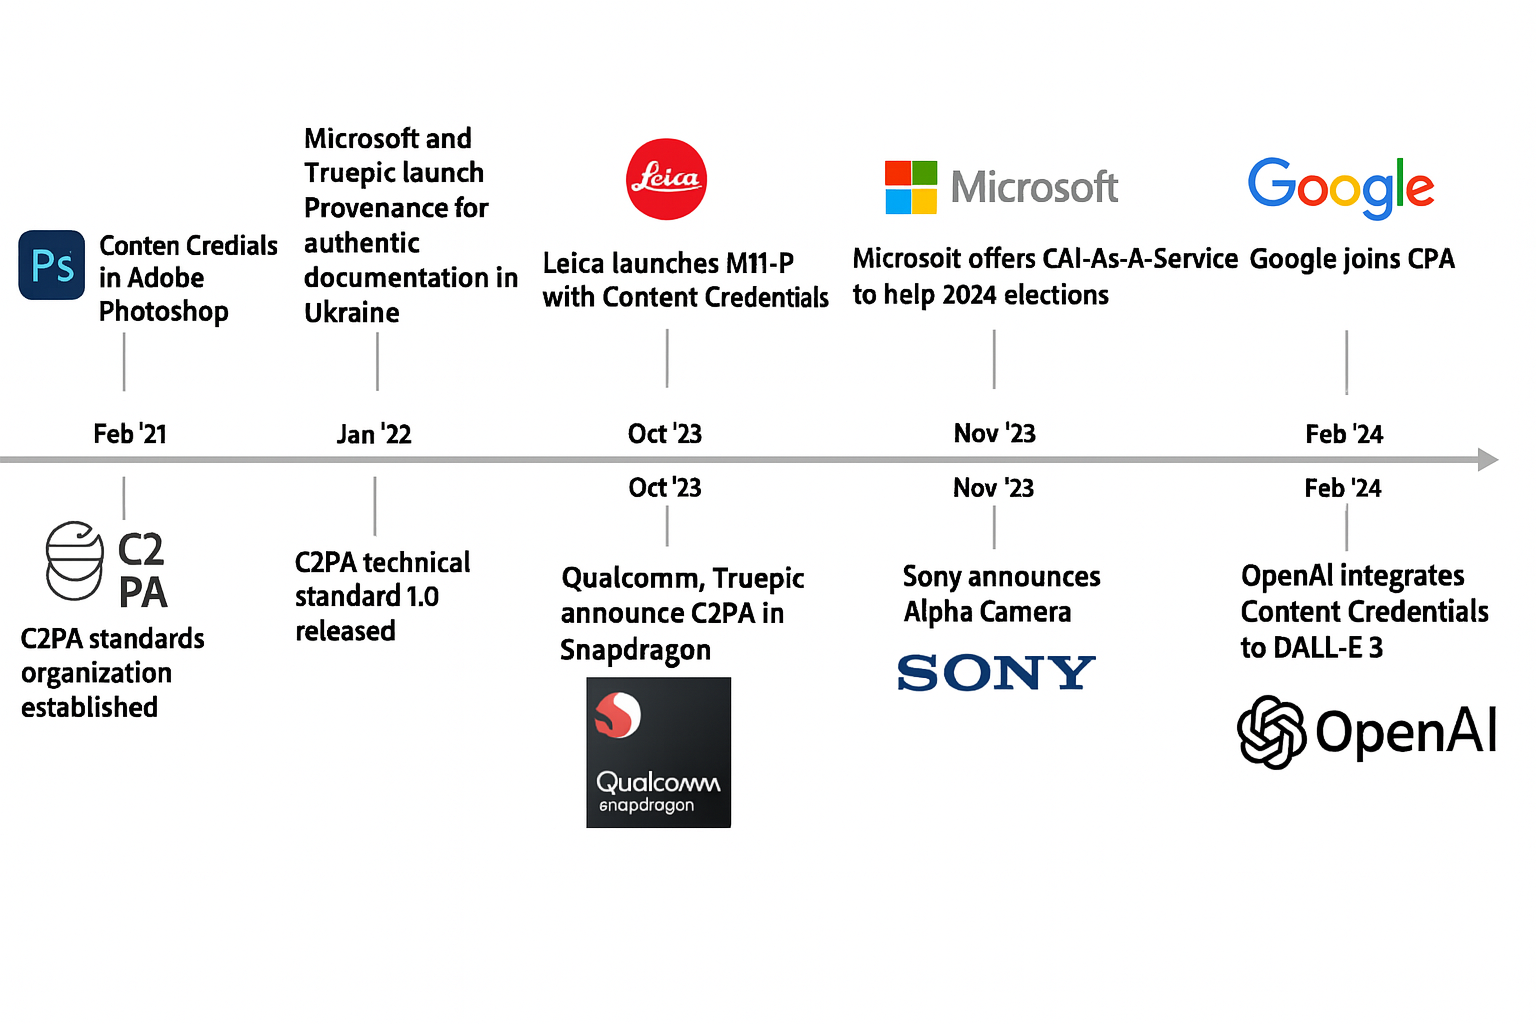 Ps
Conten Credials
in Adobe
Photoshop
Microsoft and
Truepic launch
Provenance for
authentic
documentation in
Ukraine
Leica
Leica launches M11-P
with Content Credentials
Microsoft
Microsoit offers CAI-As-A-Service
to help 2024 elections
Google
Google joins CPA
Feb '21
Jan '22
Oct '23
Nov '23
Feb '24
Oct '23
Nov '23
Feb '24
C2
PA
C2PA standards
organization
established
C2PA technical
standard 1.0
released
Qualcomm, Truepic
announce C2PA in
Snapdragon
Qualcomm
snapdragon
Sony announces
Alpha Camera
SONY
OpenAI integrates
Content Credentials
to DALL-E 3
OpenAI